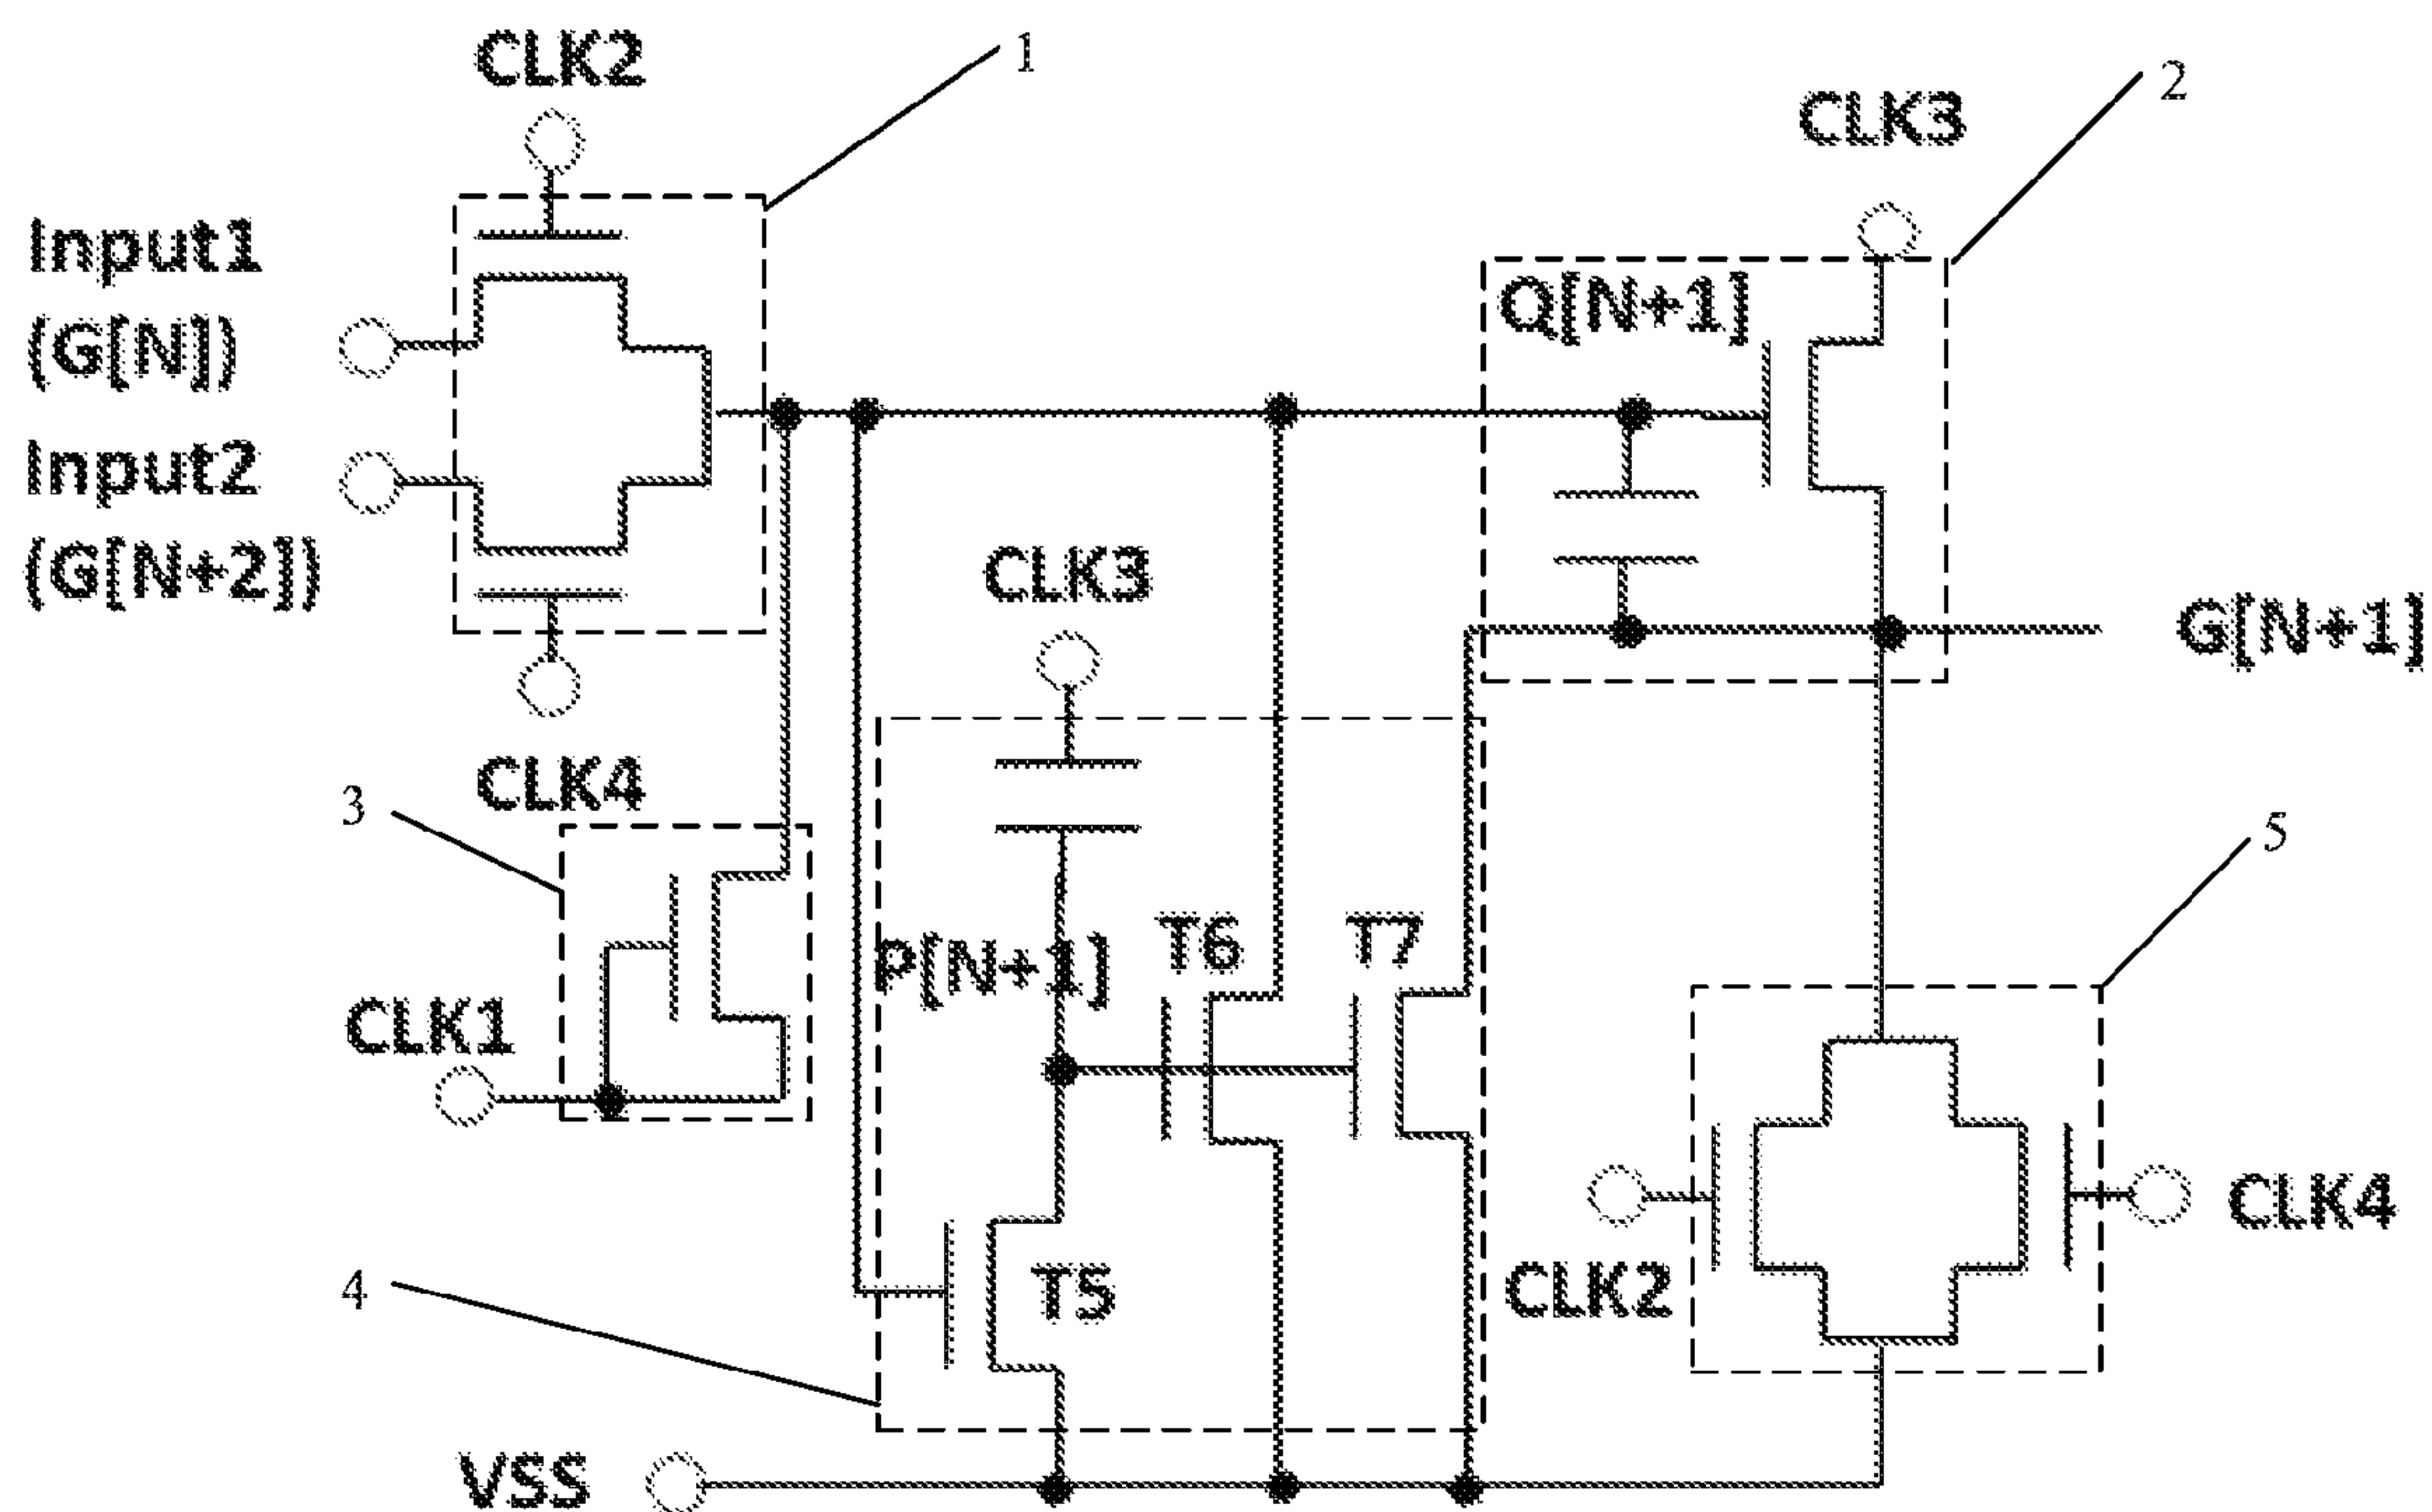 CLK2
1
2
CLK3
Input1
(G[N])
Q[N+1]
Input2
(G[N+2])
CLK3
G[N+1]
CLK4
3
5
P[N+1]
T6
T7
CLK1
CLK4
4
T5
CLK2
VSS